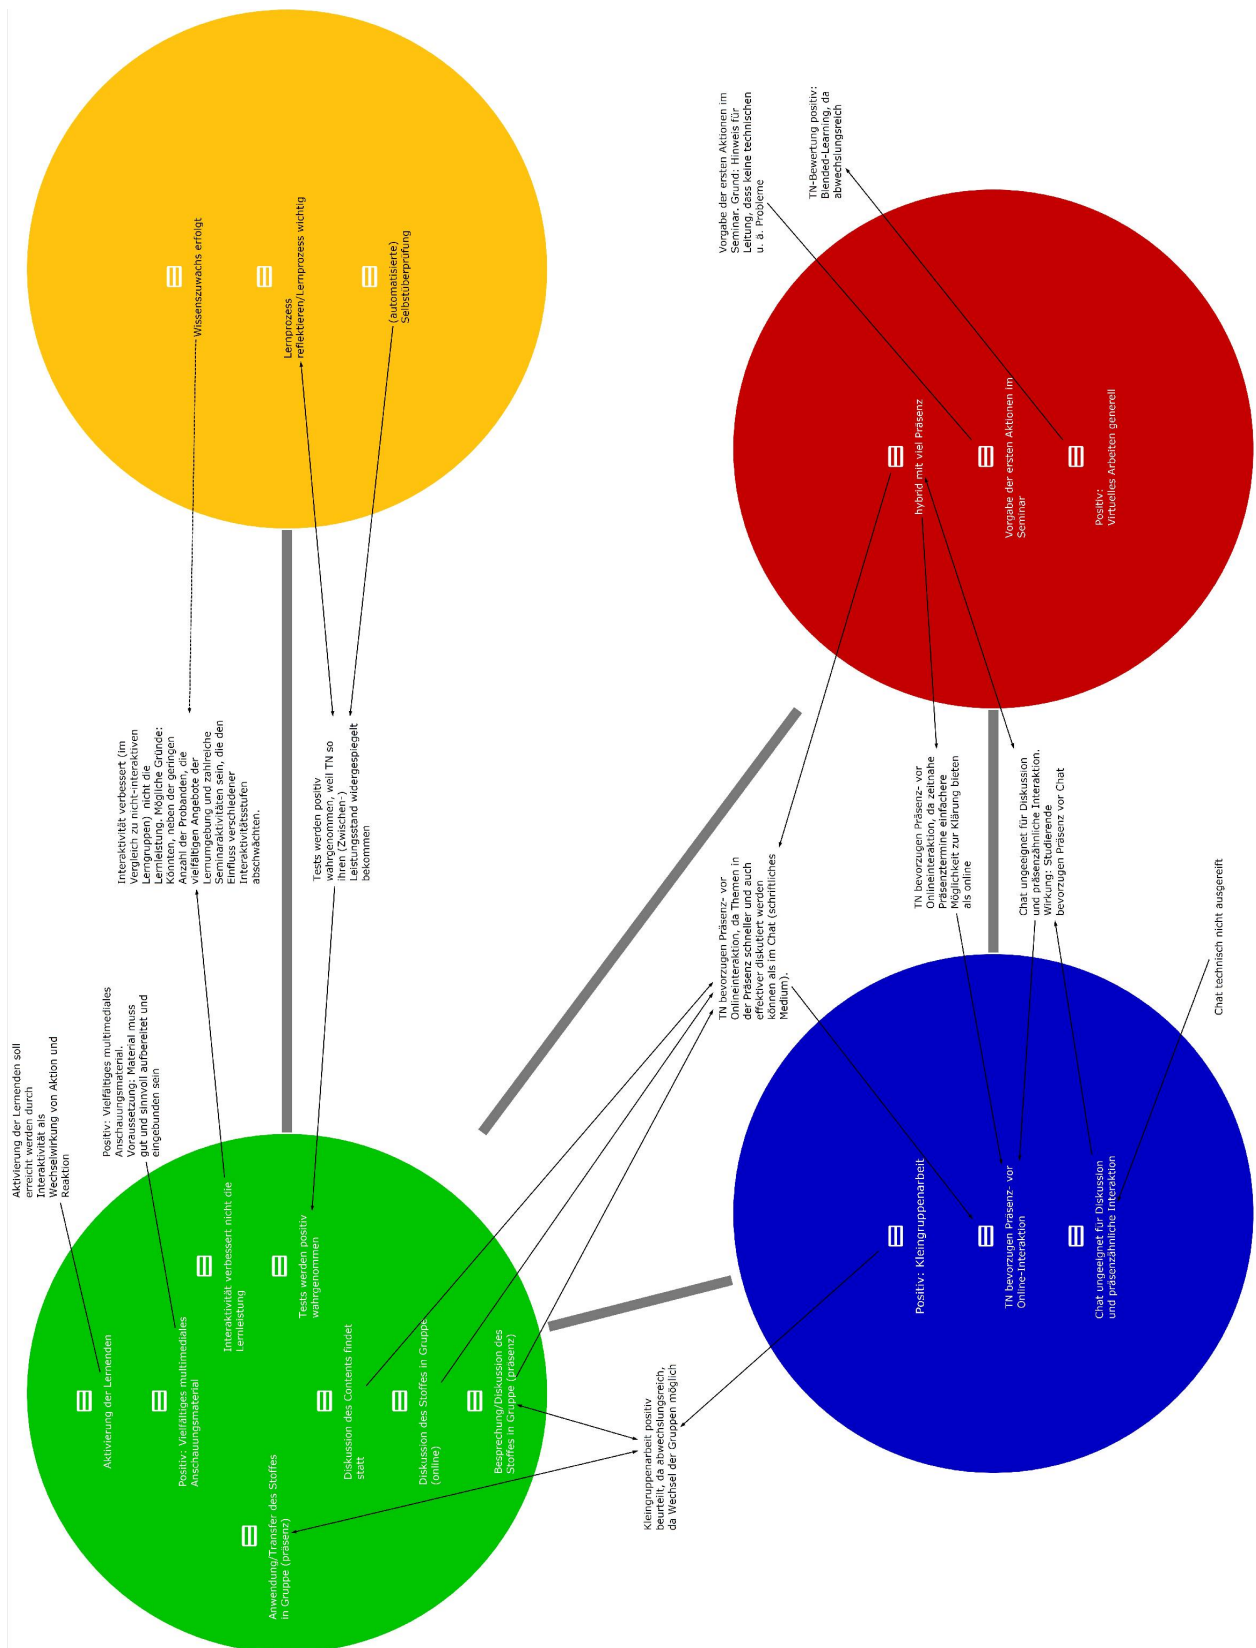 Aktivierung der Lernenden soll
erreicht werden durch
Interaktivität als
Wechselwirkung von Aktion und
Reaktion
Positiv: Vielfältiges multimediales
Anschauungsmaterial.
Voraussetzung: Material muss
gut und sinnvoll aufbereitet und
eingebunden sein
Interaktivität verbessert (im
Vergleich zu nicht-interaktiven
Lerngruppen) nicht die
Lernleistung. Mögliche Gründe:
Könnten, neben der geringen
Anzahl der Probanden, die
vielfältigen Angebote der
Lernumgebung und zahlreiche
Seminaraktivitäten sein, die den
Einfluss verschiedener
Interaktivitätsstufen
abschwächten.
Tests werden positiv
wahrgenommen, weil TN so
ihren (Zwischen-)
Leistungsstand widergespiegelt
bekommen
Wissenszuwachs erfolgt
Lernprozess
reflektieren/Lernprozess wichtig
(automatisierte)
Selbstüberprüfung
Aktivierung der Lernenden
Positiv: Vielfältiges multimediales
Anschauungsmaterial
Interaktivität verbessert nicht die
Lernleistung
Anwendung/Transfer des Stoffes
in Gruppe (präsenz)
Tests werden positiv
wahrgenommen
Diskussion des Contents findet
statt
Diskussion des Stoffes in Gruppe
(online)
Besprechung/Diskussion des
Stoffes in Gruppe (präsenz)
Kleingruppenarbeit positiv
beurteilt, da abwechslungsreich,
da Wechsel der Gruppen möglich
TN bevorzugen Präsenz- vor
Onlineinteraktion, da Themen in
der Präsenz schneller und auch
effektiver diskutiert werden
können als im Chat (schriftliches
Medium).
Vorgabe der ersten Aktionen im
Seminar. Grund: Hinweis für
Leitung, dass keine technischen
u. ä. Probleme
TN-Bewertung positiv:
Blended-Learning, da
abwechslungsreich
hybrid mit viel Präsenz
Vorgabe der ersten Aktionen im
Seminar
Positiv:
Virtuelles Arbeiten generell
TN bevorzugen Präsenz- vor
Onlineinteraktion, da zeitnahe
Präsenztermine einfachere
Möglichkeit zur Klärung bieten
als online
Chat ungeeignet für Diskussion
und präsenzähnliche Interaktion.
Wirkung: Studierende
bevorzugen Präsenz vor Chat
Positiv: Kleingruppenarbeit
TN bevorzugen Präsenz- vor
Online-Interaktion
Chat ungeeignet für Diskussion
und präsenzähnliche Interaktion
Chat technisch nicht ausgereift